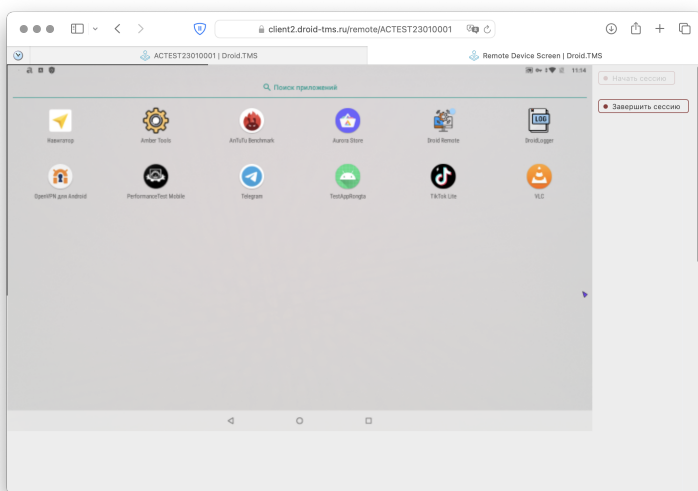 client2.droid-tms.ru/remote/ACTEST23010001
ACTEST23010001 | Droid.TMS
Remote Device Screen | Droid.TMS
11:14
Начать сессию
Поиск приложений
Завершить сессию
Навигатор
Amber Tools
AnTuTu Benchmark
Aurora Store
Droid Remote
LOG
DroidLogger
OpenVPN для Android
PerformanceTest Mobile
Telegram
TestAppRongta
TikTok Lite
VLC